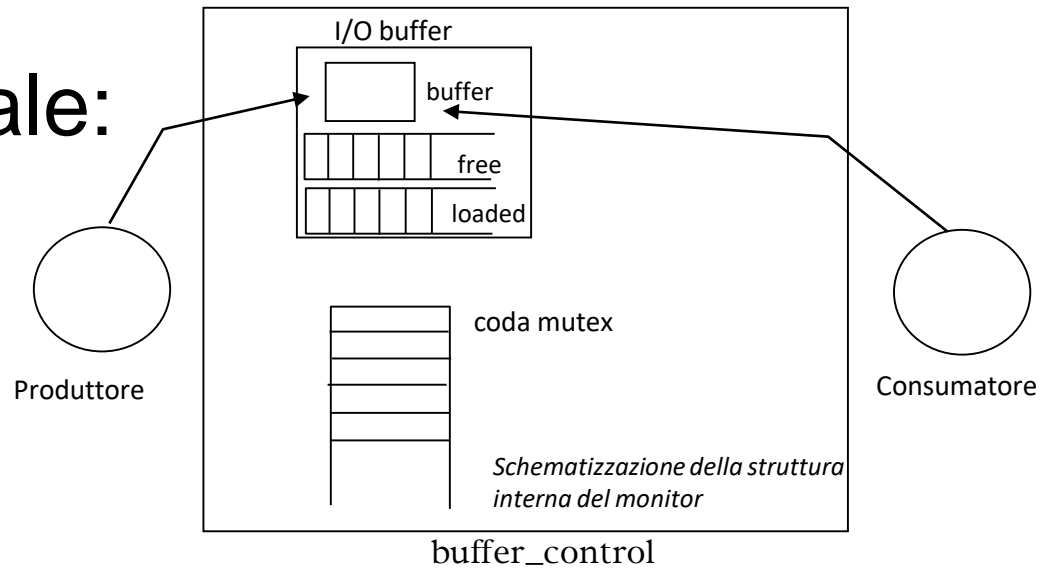 ale:
I/O buffer
buffer
free
loaded
Produttore
Consumatore
coda mutex
Schematizzazione della struttura
interna del monitor
buffer_control